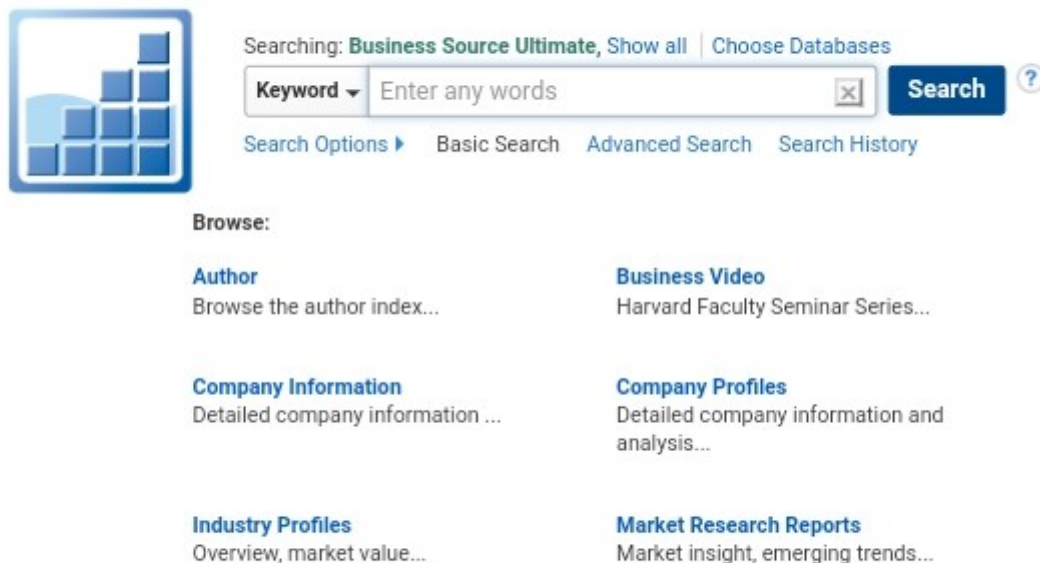 Searching: Business Source Ultimate, Show all | Choose Databases
Keyword Enter any words Search ?
Search Options Basic Search Advanced Search Search History
Browse:
Author
Browse the author index...
Business Video
Harvard Faculty Seminar Series...
Company Information
Detailed company information ...
Company Profiles
Detailed company information and
analysis...
Industry Profiles
Overview, market value...
Market Research Reports
Market insight, emerging trends...